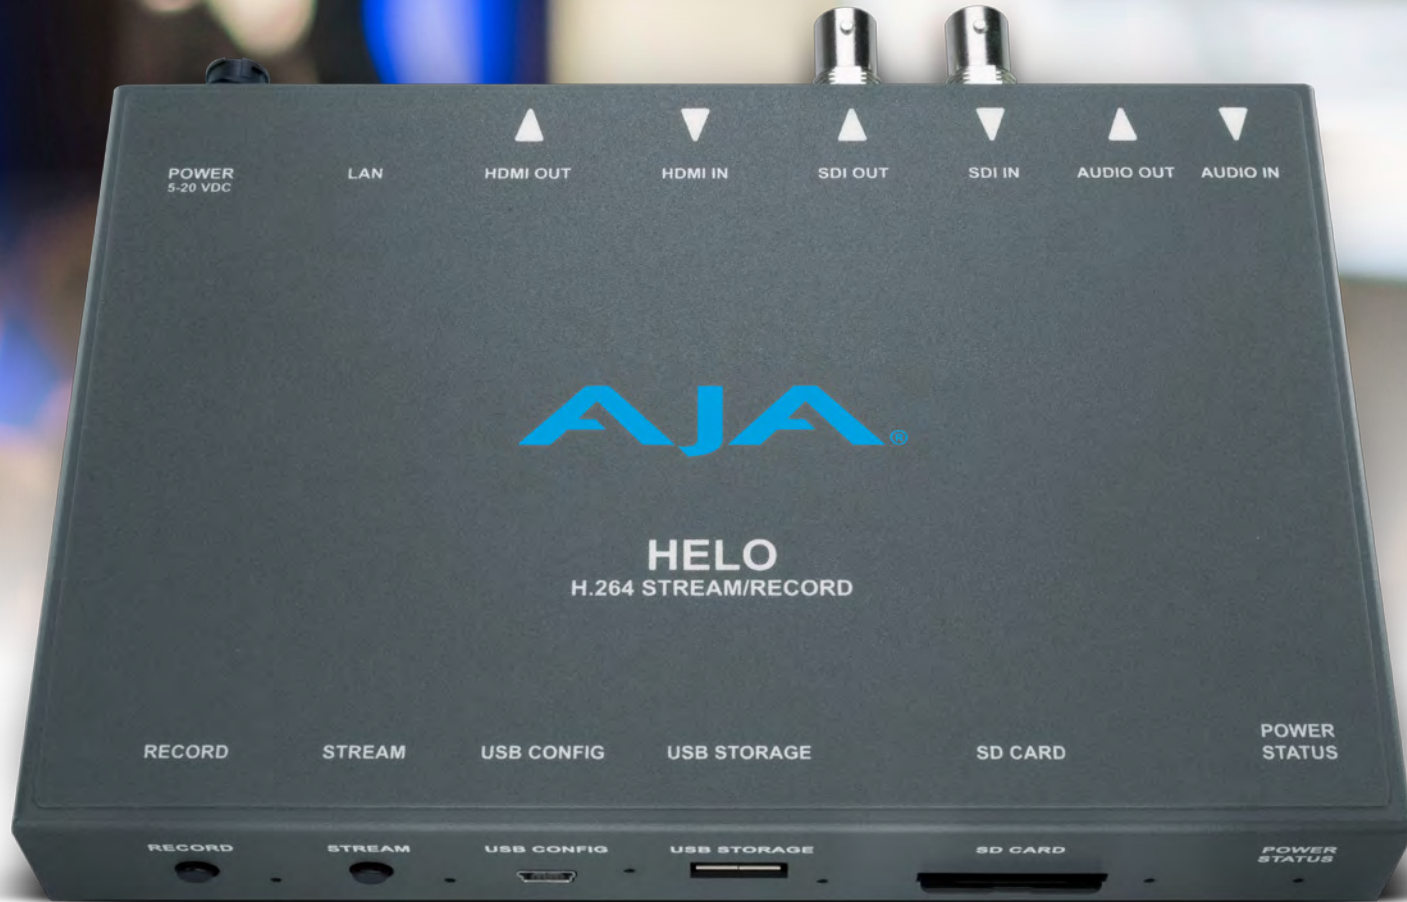 POWER
5-20 VDC
LAN
HDMI OUT
HDMI IN
SDI OUT
SDI IN
AUDIO OUT
AUDIO IN
AJA®
HELO
H.264 STREAM/RECORD
RECORD
STREAM
USB CONFIG
USB STORAGE
SD CARD
POWER
STATUS
RECORD
STREAM
USB CONFIG
USB STORAGE
SD CARD
POWER
STATUS